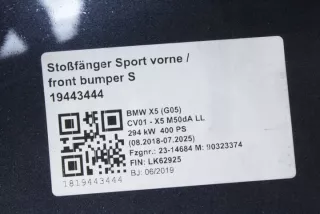 Stoßfänger Sport vorne /
front bumper S
19443444
BMW X5 (G05)
CV01 - X5 M50dA LL
294 kW 400 PS
(08.2018-07.2025)
Fzgnr.: 23-14684 M: 90323374
FIN: LK62925
BJ: 06/2019
1819443444